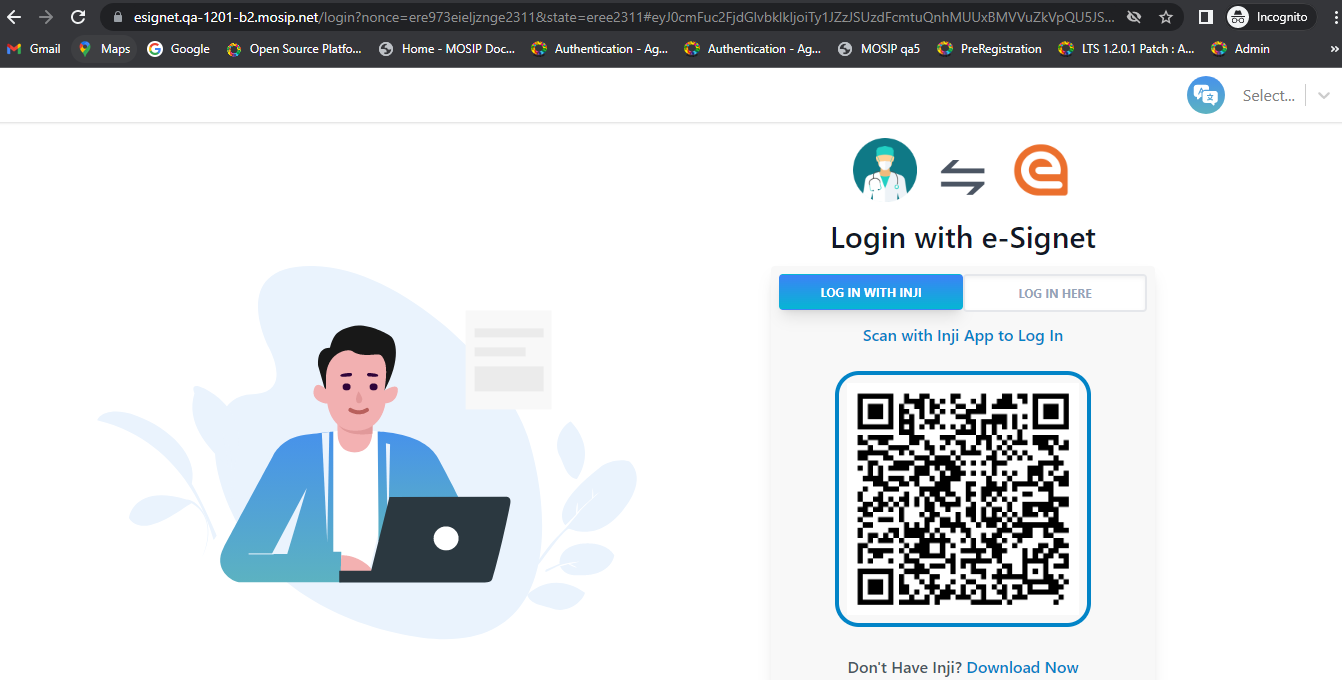 esignet.qa-1201-b2.mosip.net/login?nonce=ere973eieljznge2311&state=eree2311#eyJ0cmFuc2FjdGlvbklkIjoiTy1JZzJSUzdFcmtuQnhMUUxBMVVuZkVpQU5JS...
Incognito
Gmail
Maps
Google
Open Source Platfo...
Home - MOSIP Doc...
Authentication - Ag...
Authentication - Ag...
MOSIP qa5
PreRegistration
LTS 1.2.0.1 Patch : A...
Admin
»
Select...
Login with e-Signet
LOG IN WITH INJI
LOG IN HERE
Scan with Inji App to Log In
Don't Have Inji? Download Now